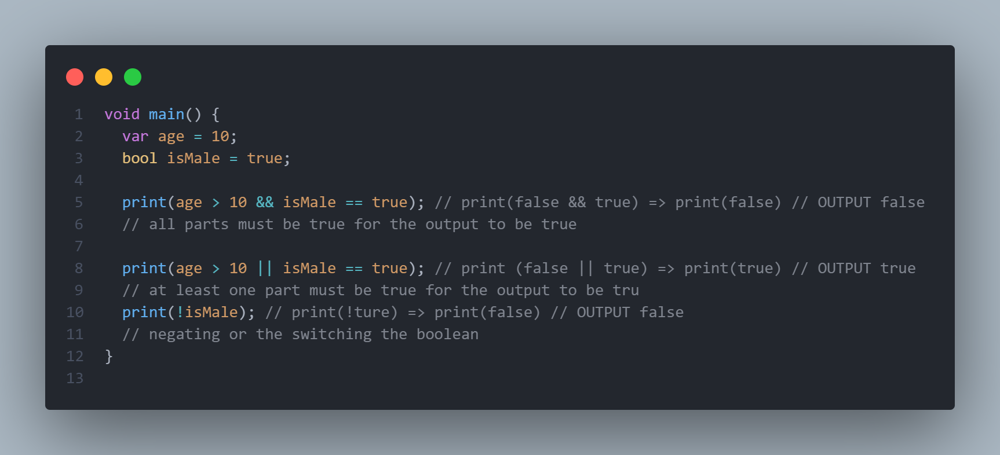 1 void main() {
2   var age = 10;
3   bool isMale = true;
4
5   print(age > 10 && isMale == true); // print(false && true) => print(false) // OUTPUT false
6   // all parts must be true for the output to be true
7
8   print(age > 10 || isMale == true); // print (false || true) => print(true) // OUTPUT true
9   // at least one part must be true for the output to be tru
10   print(!isMale); // print(!ture) => print(false) // OUTPUT false
11   // negating or the switching the boolean
12 }
13